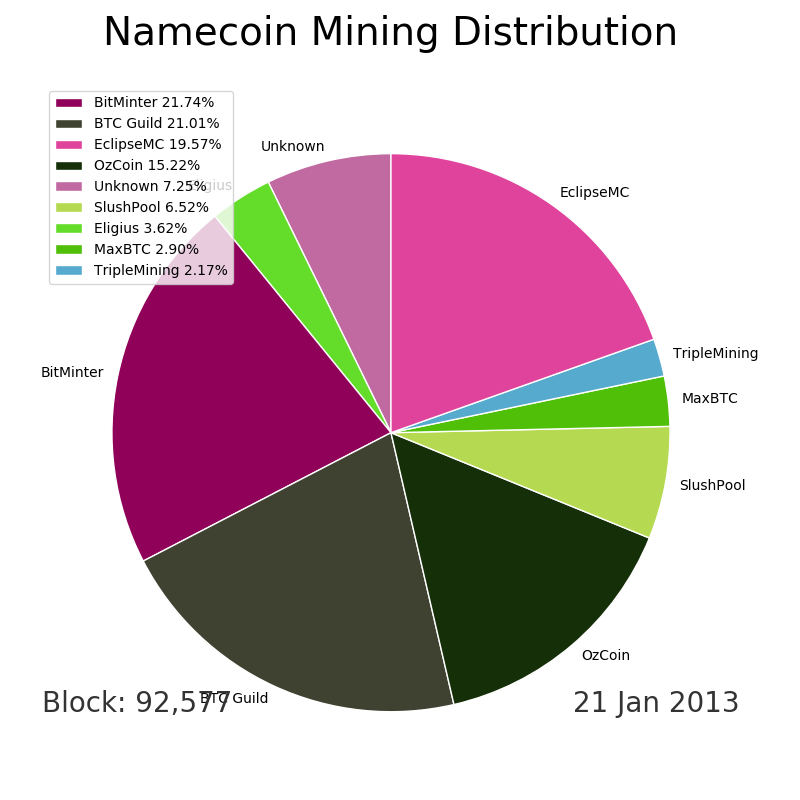 Namecoin Mining Distribution
BitMinter 21.74%
BTC Guild 21.01%
EclipseMC 19.57%
OzCoin 15.22%
Unknown 7.25%
SlushPool 6.52%
Eligius 3.62%
MaxBTC 2.90%
TripleMining 2.17%
Unknown
Eligius
EclipseMC
TripleMining
BitMinter
MaxBTC
SlushPool
OzCoin
BTC Guild
Block: 92,577
21 Jan 2013